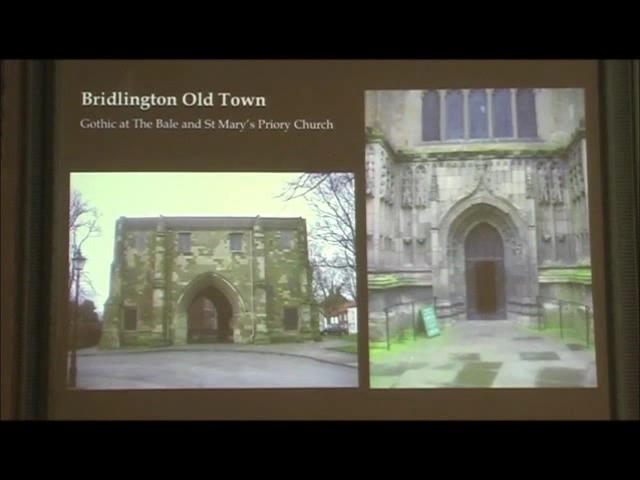 Bridlington Old Town
Gothic at The Bale and St Mary's Priory Church